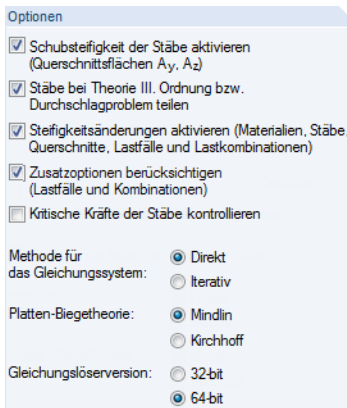 Optionen
Schubsteifigkeit der Stäbe aktivieren
(Querschnittsflächen Ay, Az)
Stäbe bei Theorie III. Ordnung bzw.
Durchschlagproblem teilen
Steifigkeitsänderungen aktivieren (Materialien, Stäbe,
Querschnitte, Lastfälle und Lastkombinationen)
Zusatzoptionen berücksichtigen
(Lastfälle und Kombinationen)
Kritische Kräfte der Stäbe kontrollieren
Methode für
das Gleichungssystem:
Direkt
Iterativ
Platten-Biegetheorie:
Mindlin
Kirchhoff
Gleichungslöserversion:
32-bit
64-bit